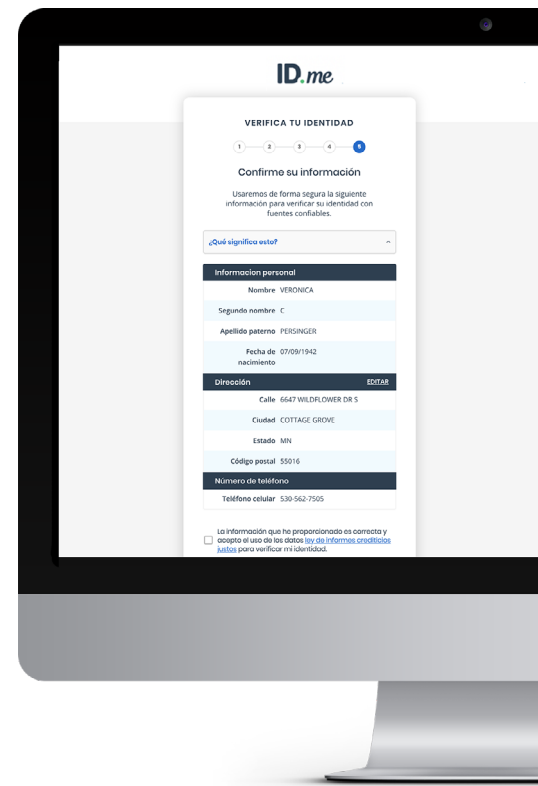 ID.me
VERIFICA TU IDENTIDAD
1 2 3 4 5
Confirme su información
Usaremos de forma segura la siguiente
información para verificar su identidad con
fuentes confiables.
¿Qué significa esto?
Informacion personal
Nombre VERONICA
Segundo nombre C
Apellido paterno PERSINGER
Fecha de 07/09/1942
nacimiento
Dirección EDITAR
Calle 6647 WILDFLOWER DR S
Ciudad COTTAGE GROVE
Estado MN
Código postal 55016
Número de teléfono
Teléfono celular 530-562-7505
La información que he proporcionado es correcta y
acepto el uso de los datos ley de informes crediticios
justos para verificar mi identidad.